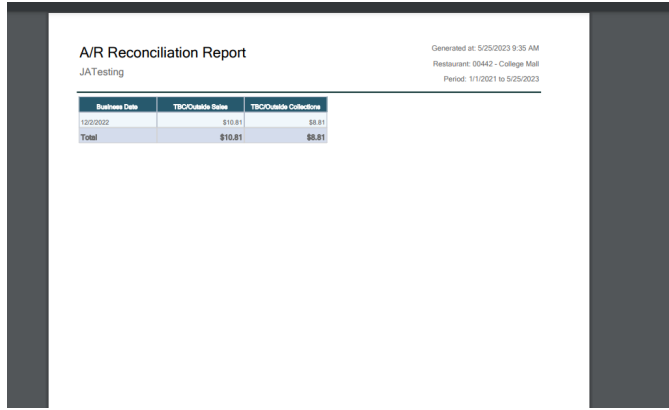 A/R Reconciliation Report
JATesting
Generated at: 5/25/2023 9:35 AM
Restaurant: 00442 - College Mall
Period: 1/1/2021 to 5/25/2023
Business Date TBC/Outside Sales TBC/Outside Collections
12/2/2022 $10.81 $8.81
Total $10.81 $8.81